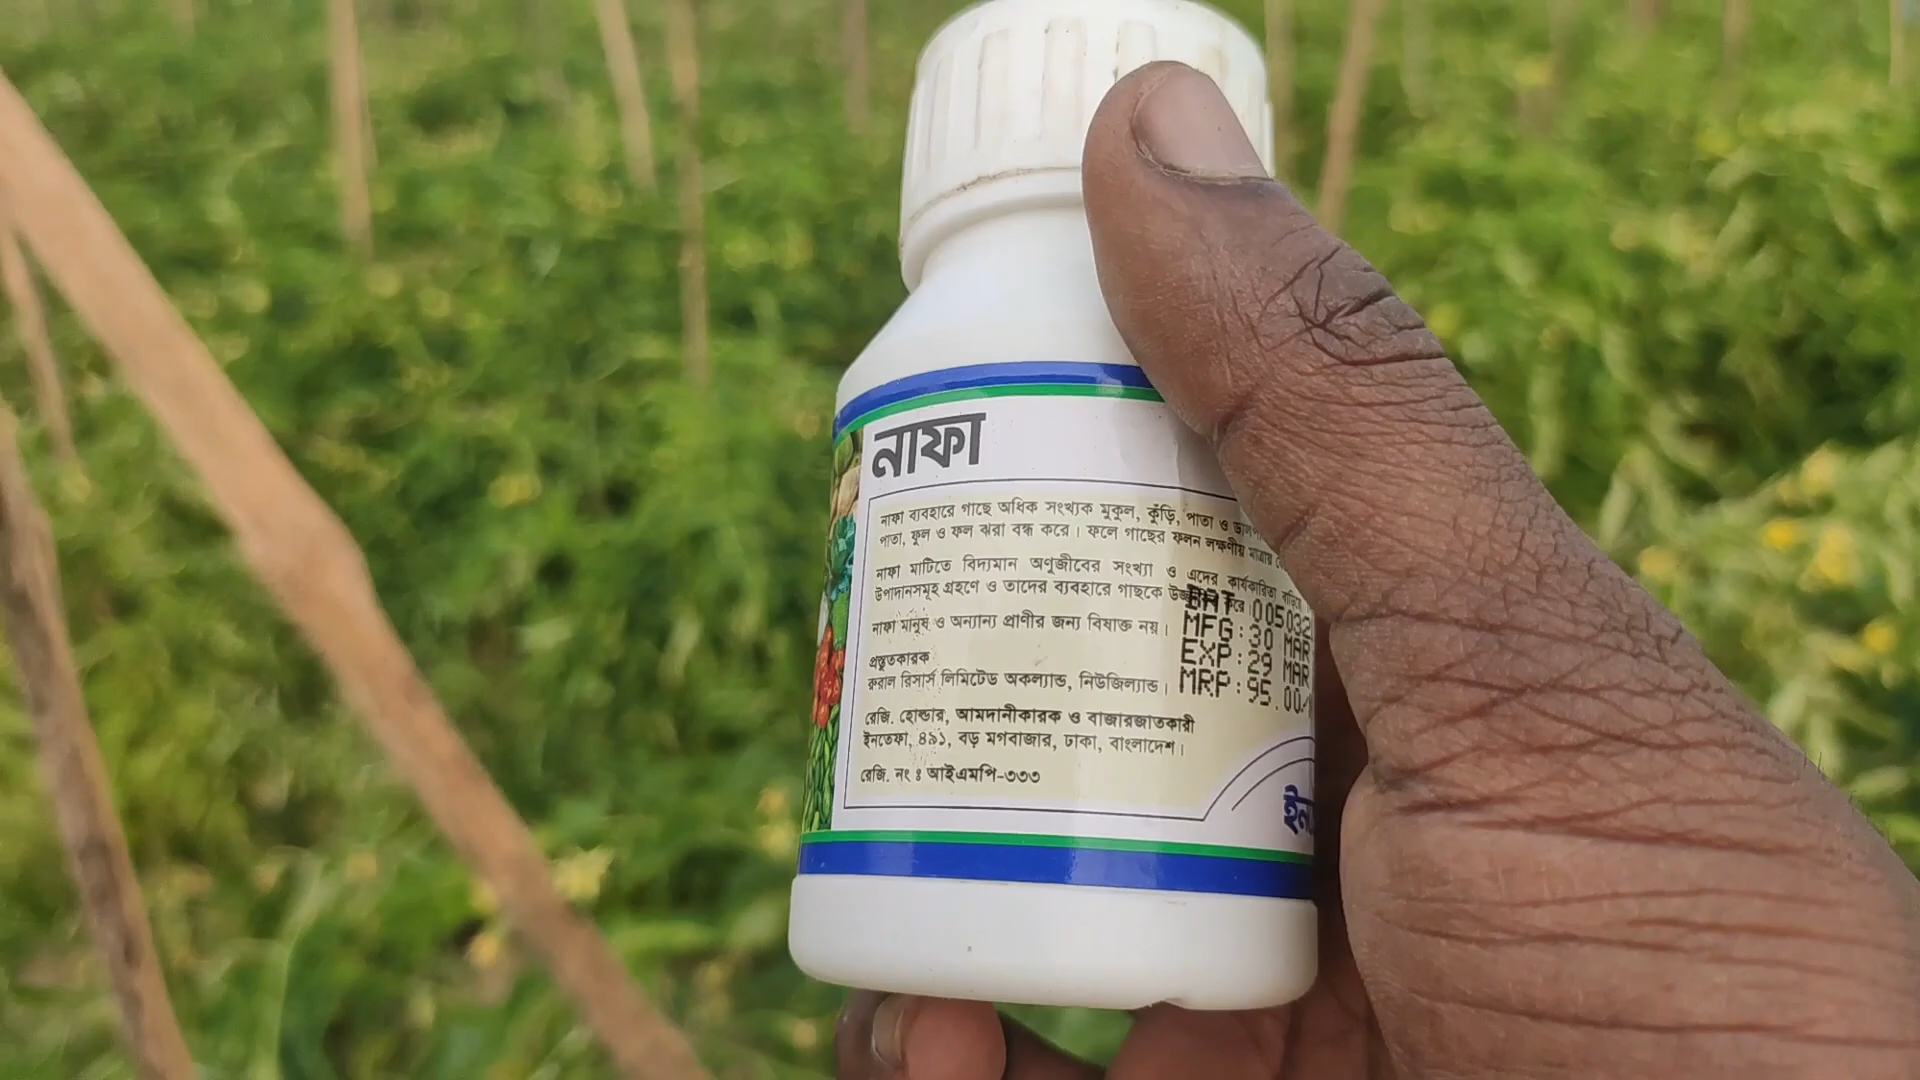 নাফা
নাফা ব্যবহারে গাছে অধিক সংখ্যক মুকুল, কুঁড়ি, পাতা ও
পাতা, ফুল ও ফল ঝরা বন্ধ করে। ফলে গাছের ফলন লক্ষণীয় মাত্রায়
নাফা মাটিতে বিদ্যমান অণুজীবের সংখ্যা ও এদের কার্যকারিতা বাড়িয়ে
উপাদানসমূহ গ্রহণে ও তাদের ব্যবহারে গাছকে করে।
নাফা মানুষ ও অন্যান্য প্রাণীর জন্য বিষাক্ত নয়।
BAT 005032
MFG: 30 MAR
EXP: 29 MAR
MRP: 95.00/
প্রস্তুতকারক
রুরাল রিসার্স লিমিটেড অকল্যান্ড, নিউজিল্যান্ড।
রেজি. হোল্ডার, আমদানীকারক ও বাজারজাতকারী
ইনতেফা, ৪৯১, বড় মগবাজার, ঢাকা, বাংলাদেশ।
রেজি. নং ঃ আইএমপি-৩৩৩